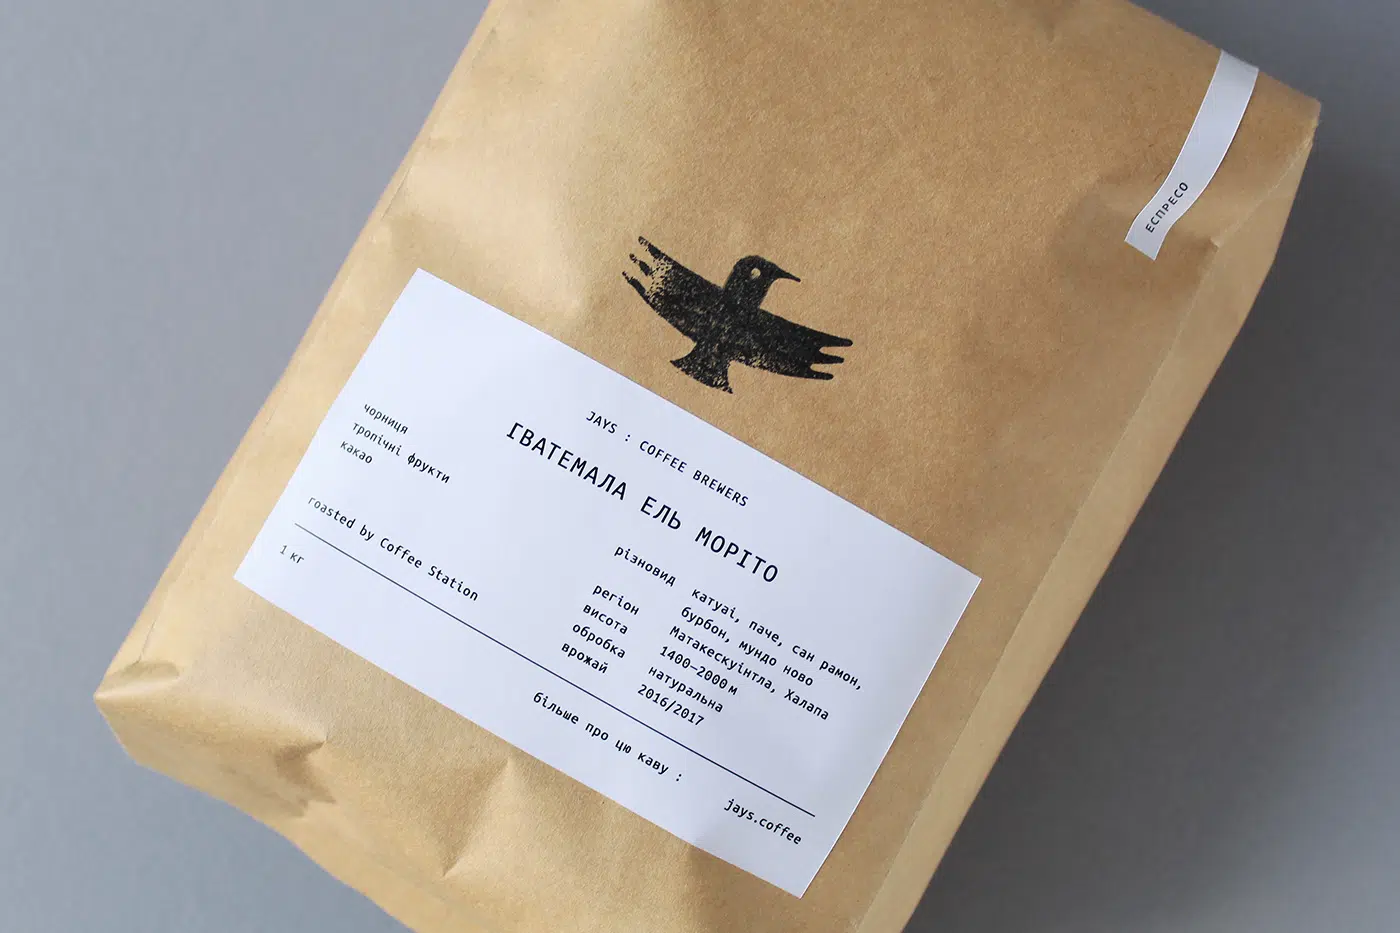 ЕСПРЕСО
JAYS : COFFEE BREWERS
ҐВАТЕМАЛА ЕЛЬ МОРІТО
чорниця
тропічні фрукти
какао
roasted by Coffee Station
різновид катуаі, паче, сан рамон,
бурбон, мундо ново
регіон Матакескуінтла, Халапа
висота 1400–2000 м
обробка натуральна
врожай 2016/2017
1 кг
більше про цю каву :
jays.coffee